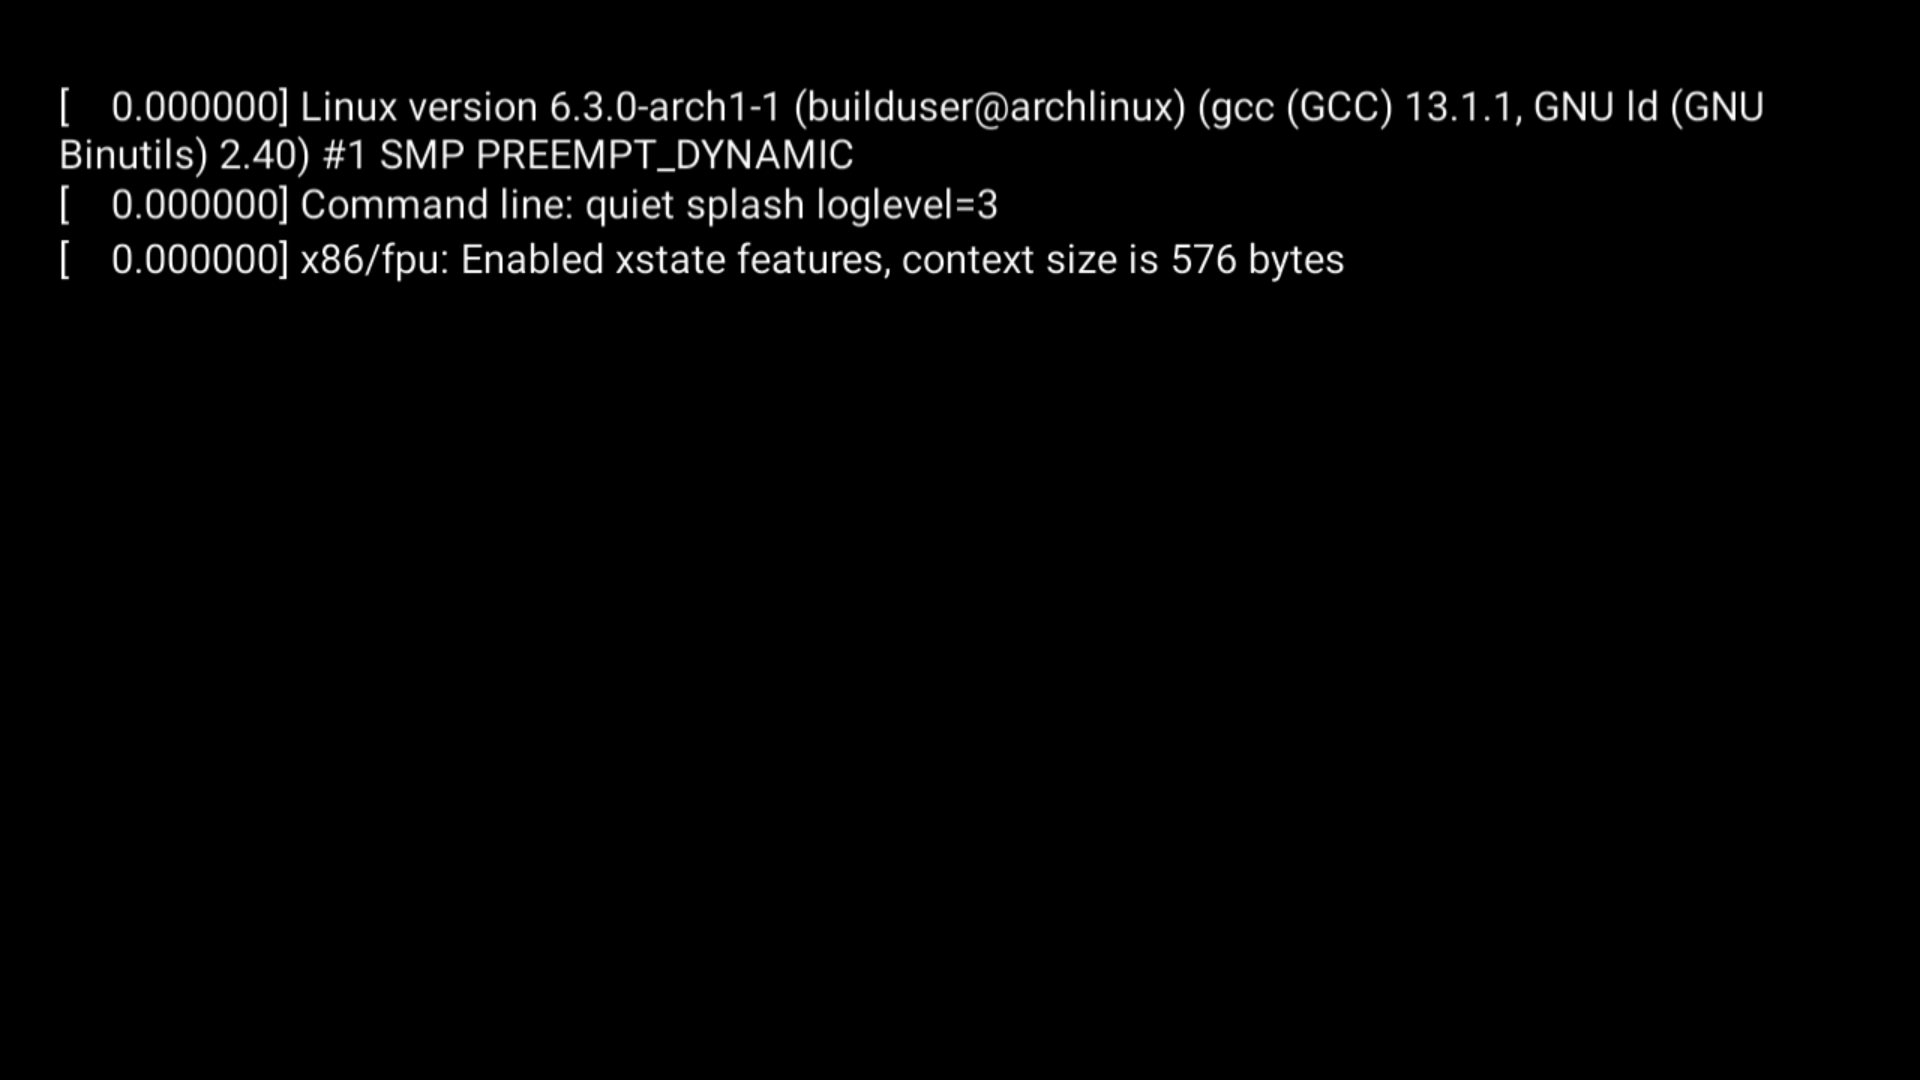 [    0.000000] Linux version 6.3.0-arch1-1 (builduser@archlinux) (gcc (GCC) 13.1.1, GNU ld (GNU
Binutils) 2.40) #1 SMP PREEMPT_DYNAMIC
[    0.000000] Command line: quiet splash loglevel=3
[    0.000000] x86/fpu: Enabled xstate features, context size is 576 bytes